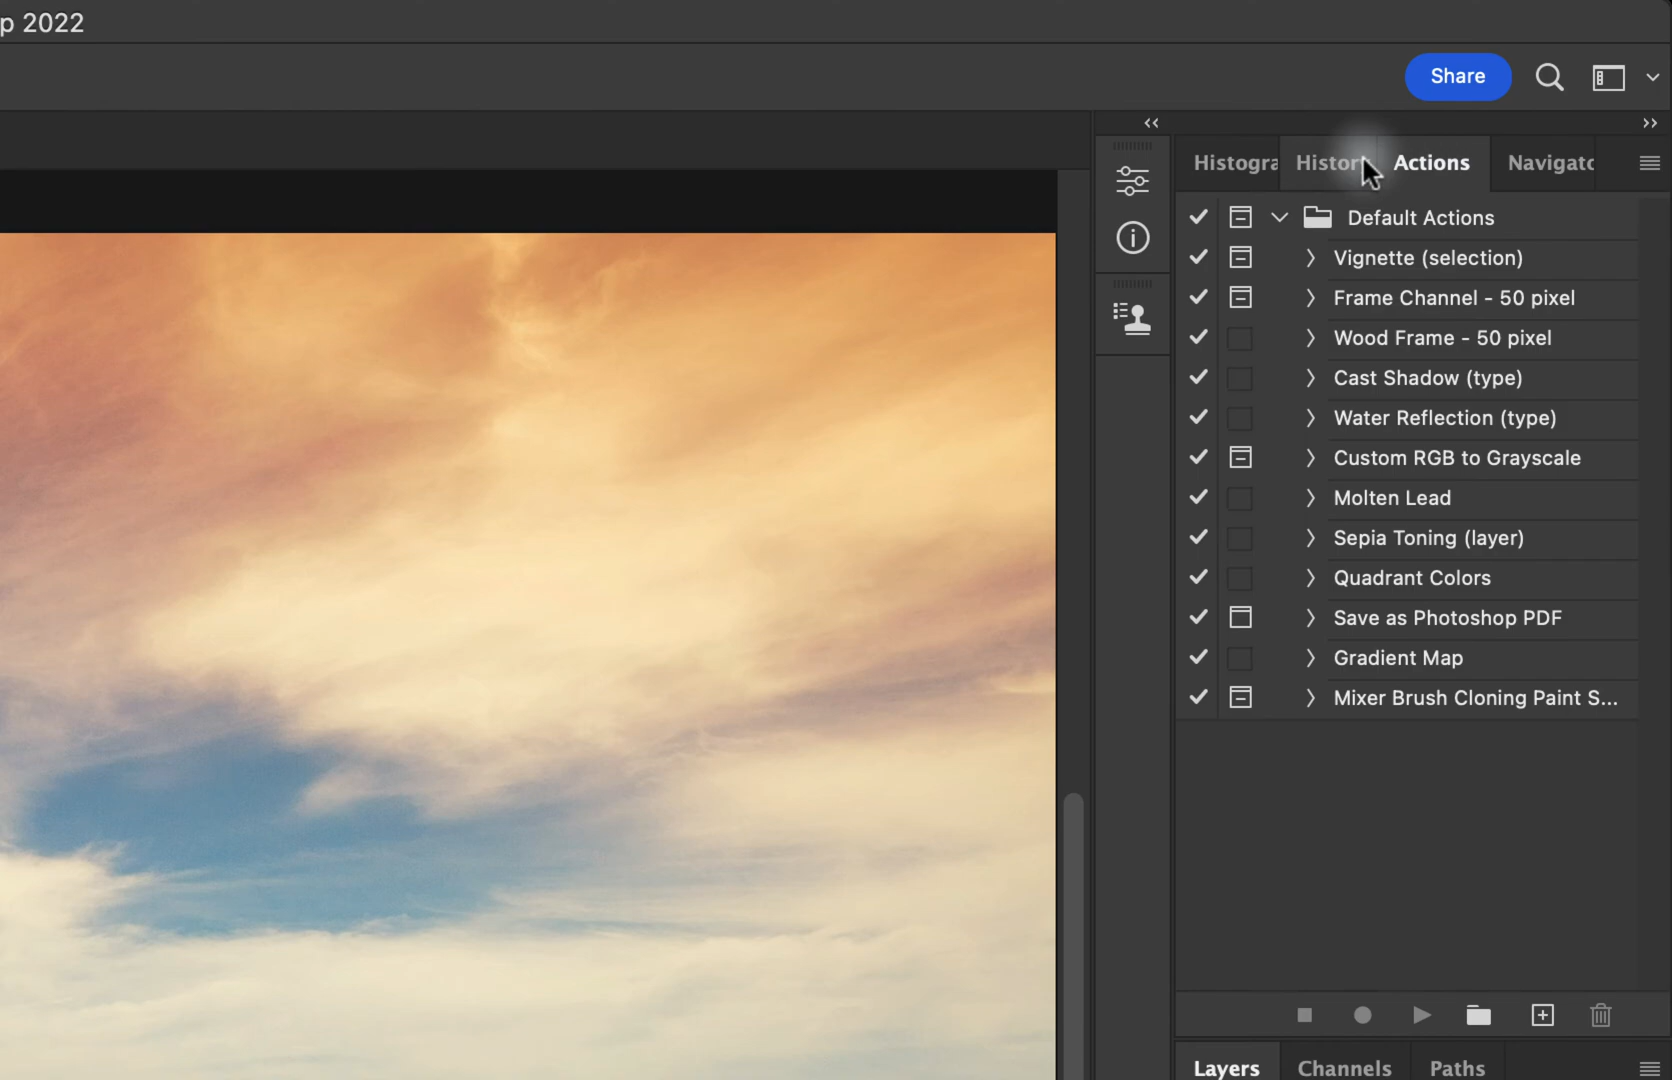 p 2022
Share
Histogra Histor Actions Navigato
Default Actions
Vignette (selection)
Frame Channel - 50 pixel
Wood Frame - 50 pixel
Cast Shadow (type)
Water Reflection (type)
Custom RGB to Grayscale
Molten Lead
Sepia Toning (layer)
Quadrant Colors
Save as Photoshop PDF
Gradient Map
Mixer Brush Cloning Paint S...
Layers Channels Paths